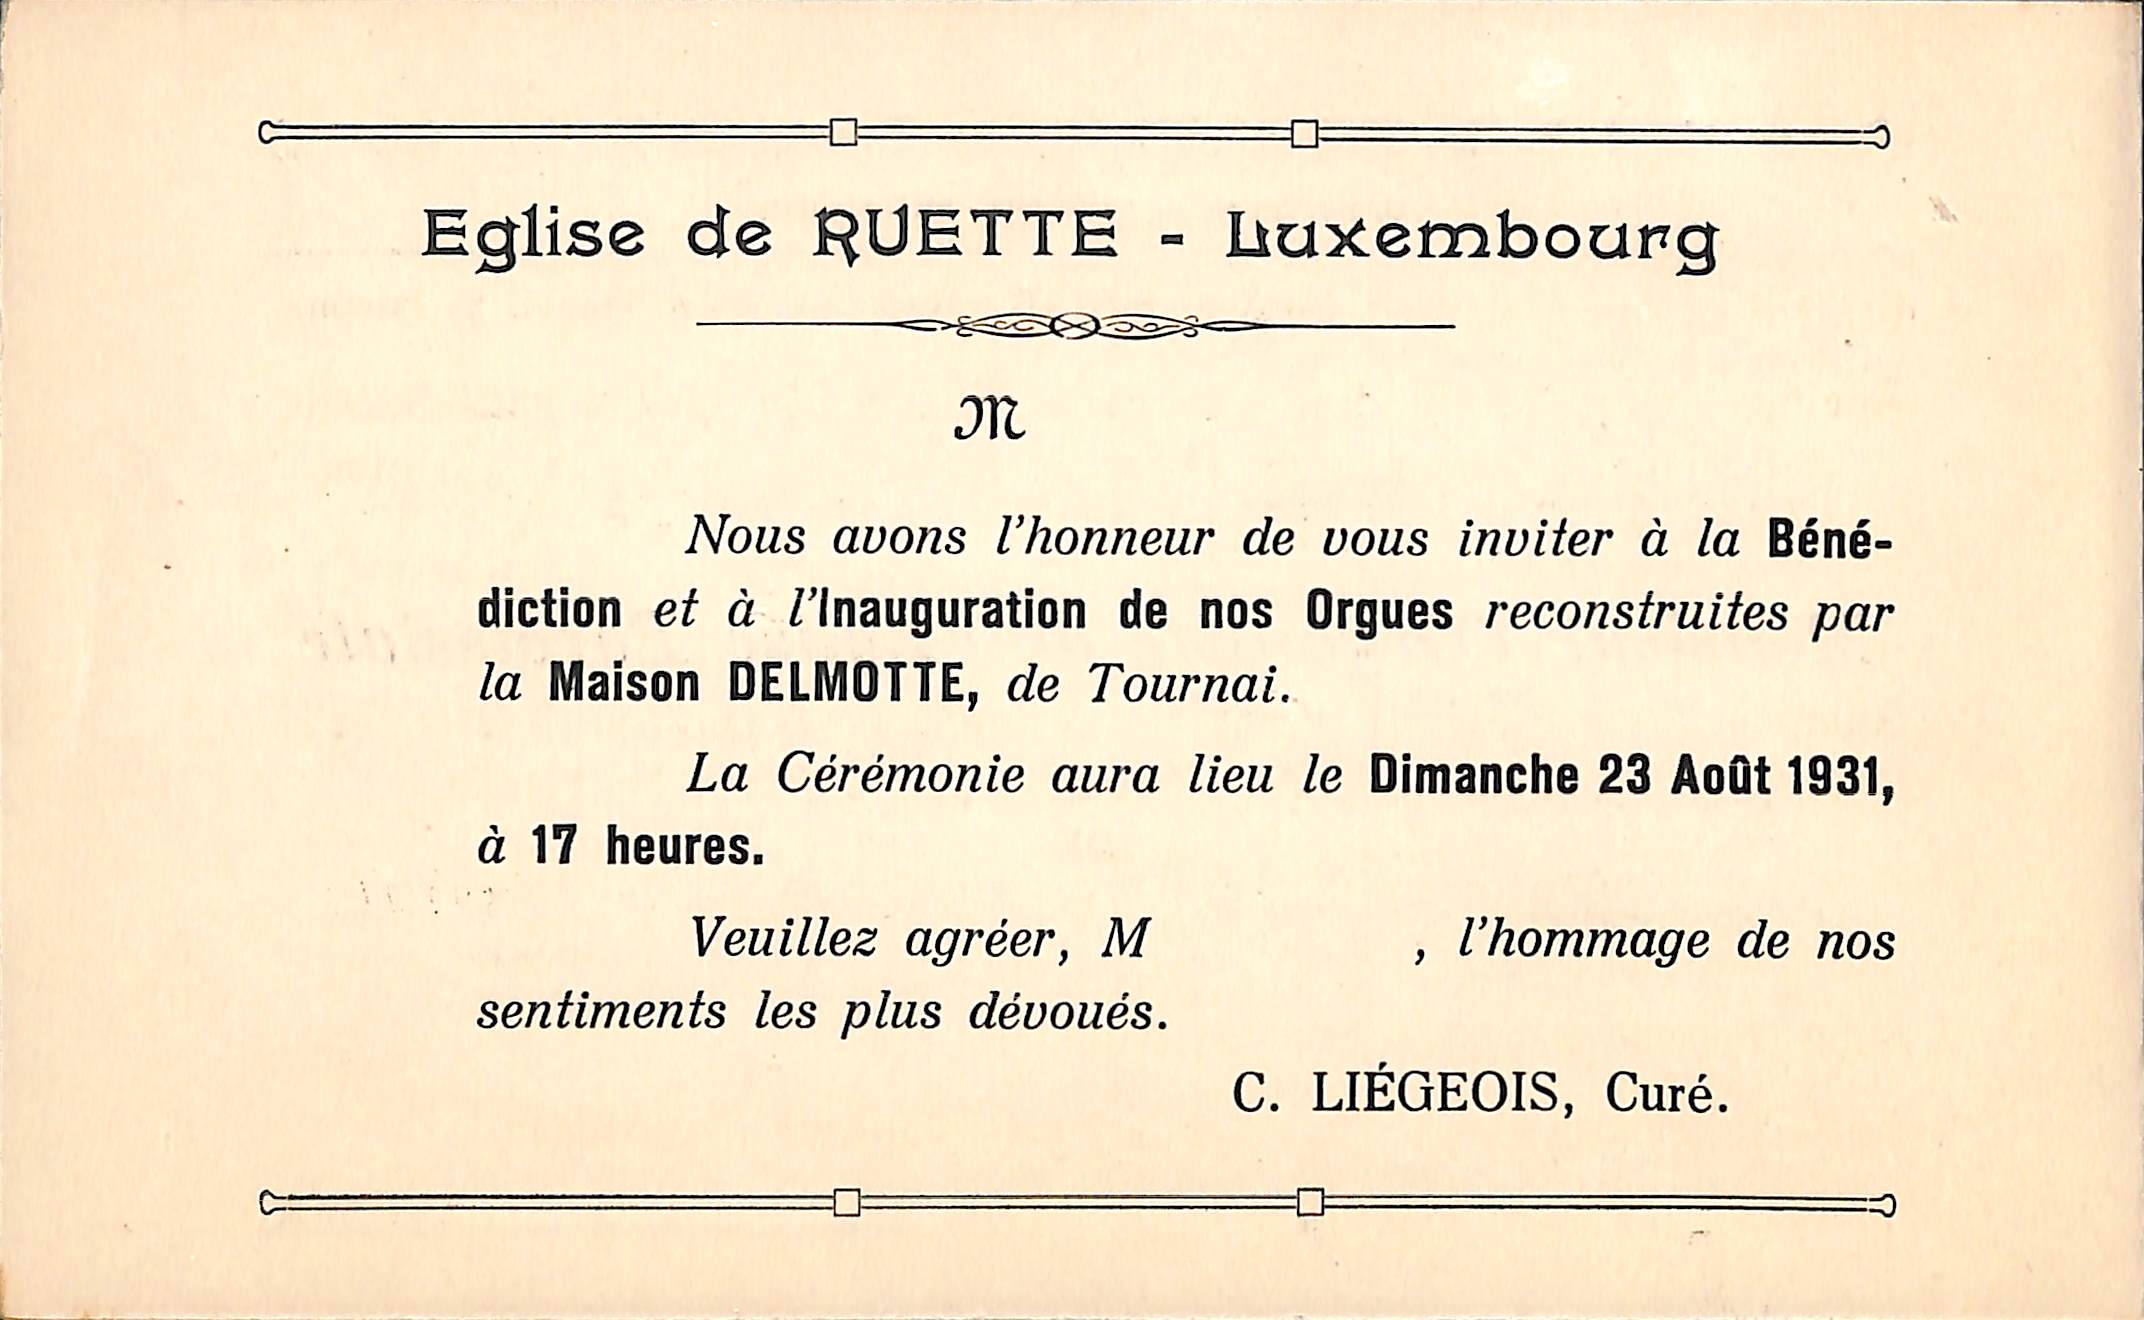 Eglise de RUETTE - Luxembourg
M
Nous avons l'honneur de vous inviter à la Béné-
diction et à l'Inauguration de nos Orgues reconstruites par
la Maison DELMOTTE, de Tournai.
La Cérémonie aura lieu le Dimanche 23 Août 1931,
à 17 heures.
Veuillez agréer, M , l'hommage de nos
sentiments les plus dévoués.
C. LIÉGEOIS, Curé.